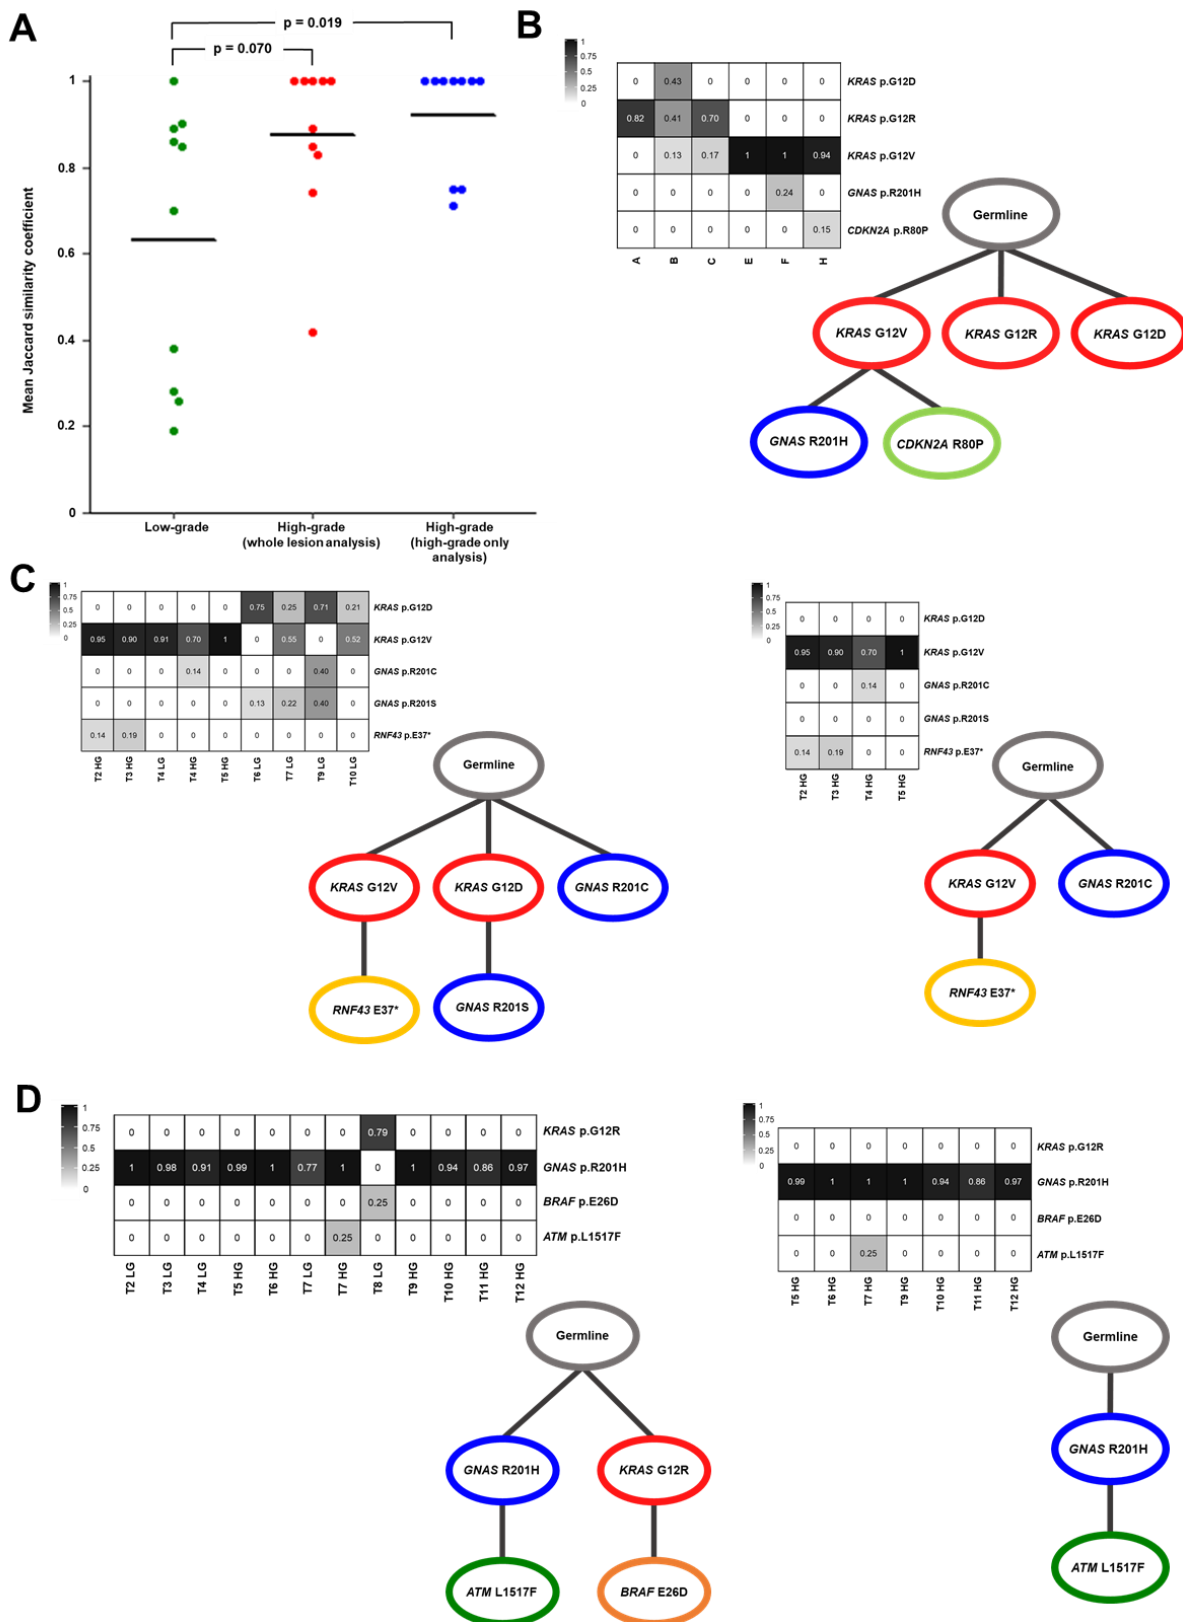 A
p = 0.019
p = 0.070
Mean Jaccard similarity coefficient
1
0.8
0.6
0.4
0.2
0
Low-grade
High-grade
(whole lesion analysis)
High-grade
(high-grade only
analysis)
B
1
0.75
0.5
0.25
0
0 0.43 0 0 0 0 KRAS p.G12D
0.82 0.41 0.70 0 0 0 KRAS p.G12R
0 0.13 0.17 1 1 0.94 KRAS p.G12V
0 0 0 0 0.24 0 GNAS p.R201H
0 0 0 0 0 0.15 CDKN2A p.R80P
A B C E F H
Germline
KRAS G12V KRAS G12R KRAS G12D
GNAS R201H CDKN2A R80P
C
1
0.75
0.5
0.25
0
0 0 0 0 0 0.75 0.25 0.71 0.21 KRAS p.G12D
0.95 0.90 0.91 0.70 1 0 0.55 0 0.52 KRAS p.G12V
0 0 0 0.14 0 0 0 0.40 0 GNAS p.R201C
0 0 0 0 0 0.13 0.22 0.40 0 GNAS p.R201S
0.14 0.19 0 0 0 0 0 0 0 RNF43 p.E37*
T2 HG T3 HG T4 LG T4 HG T5 HG T6 LG T7 LG T9 LG T10 LG
Germline
KRAS G12V KRAS G12D GNAS R201C
RNF43 E37* GNAS R201S
1
0.75
0.5
0.25
0
0 0 0 0 KRAS p.G12D
0.95 0.90 0.70 1 KRAS p.G12V
0 0 0.14 0 GNAS p.R201C
0 0 0 0 GNAS p.R201S
0.14 0.19 0 0 RNF43 p.E37*
T2 HG T3 HG T4 HG T5 HG
Germline
KRAS G12V GNAS R201C
RNF43 E37*
D
1
0.75
0.5
0.25
0
0 0 0 0 0 0 0 0.79 0 0 0 0 KRAS p.G12R
1 0.98 0.91 0.99 1 0.77 1 0 1 0.94 0.86 0.97 GNAS p.R201H
0 0 0 0 0 0 0 0.25 0 0 0 0 BRAF p.E26D
0 0 0 0 0 0 0.25 0 0 0 0 0 ATM p.L1517F
T2 LG T3 LG T4 LG T5 HG T6 HG T7 LG T7 HG T8 LG T9 HG T10 HG T11 HG T12 HG
Germline
GNAS R201H KRAS G12R
ATM L1517F BRAF E26D
1
0.75
0.5
0.25
0
0 0 0 0 0 0 0 KRAS p.G12R
0.99 1 1 1 0.94 0.86 0.97 GNAS p.R201H
0 0 0 0 0 0 0 BRAF p.E26D
0 0 0.25 0 0 0 0 ATM p.L1517F
T5 HG T6 HG T7 HG T9 HG T10 HG T11 HG T12 HG
Germline
GNAS R201H
ATM L1517F